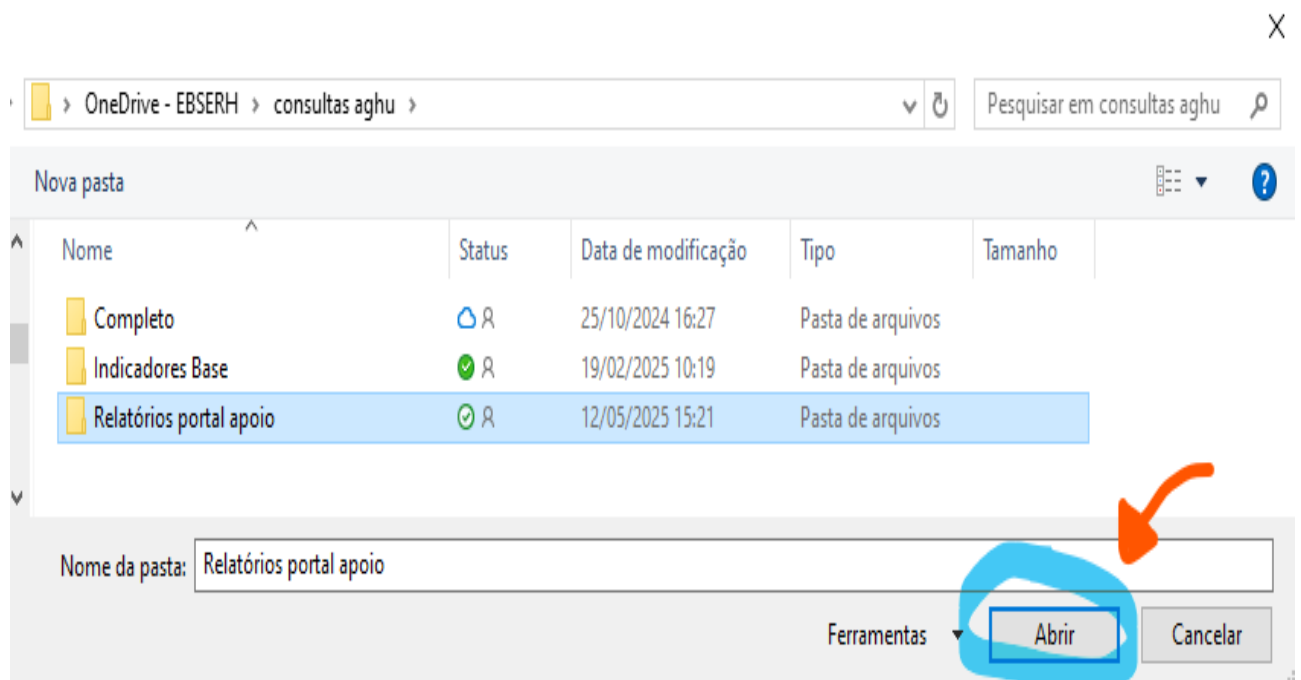 OneDrive - EBSERH > consultas aghu >
Pesquisar em consultas aghu
Nova pasta
?
Nome Status Data de modificação Tipo Tamanho
Completo 25/10/2024 16:27 Pasta de arquivos
Indicadores Base 19/02/2025 10:19 Pasta de arquivos
Relatórios portal apoio 12/05/2025 15:21 Pasta de arquivos
Nome da pasta: Relatórios portal apoio
Ferramentas Abrir Cancelar